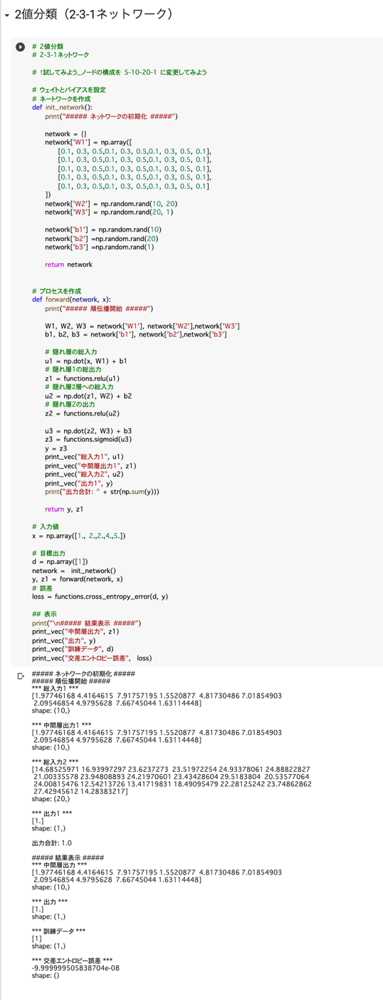 2値分類（2-3-1ネットワーク）
# 2値分類
# 2-3-1ネットワーク
# !試してみよう_ノードの構成を 5-10-20-1 に変更してみよう
# ウェイトとバイアスを設定
# ネートワークを作成
def init_network():
print("##### ネットワークの初期化 #####")
network = {}
network['W1'] = np.array([
[0.1, 0.3, 0.5,0.1, 0.3, 0.5,0.1, 0.3, 0.5, 0.1],
[0.1, 0.3, 0.5,0.1, 0.3, 0.5,0.1, 0.3, 0.5, 0.1],
[0.1, 0.3, 0.5,0.1, 0.3, 0.5,0.1, 0.3, 0.5, 0.1],
[0.1, 0.3, 0.5,0.1, 0.3, 0.5,0.1, 0.3, 0.5, 0.1],
[0.1, 0.3, 0.5,0.1, 0.3, 0.5,0.1, 0.3, 0.5, 0.1]
])
network['W2'] = np.random.rand(10, 20)
network['W3'] = np.random.rand(20, 1)
network['b1'] = np.random.rand(10)
network['b2'] =np.random.rand(20)
network['b3'] =np.random.rand(1)
return network
# プロセスを作成
def forward(network, x):
print("##### 順伝播開始 #####")
W1, W2, W3 = network['W1'], network['W2'],network['W3']
b1, b2, b3 = network['b1'], network['b2'],network['b3']
# 隠れ層の総入力
u1 = np.dot(x, W1) + b1
# 隠れ層1の総出力
z1 = functions.relu(u1)
# 隠れ層2層への総入力
u2 = np.dot(z1, W2) + b2
# 隠れ層2の出力
z2 = functions.relu(u2)
u3 = np.dot(z2, W3) + b3
z3 = functions.sigmoid(u3)
y = z3
print_vec("総入力1", u1)
print_vec("中間層出力1", z1)
print_vec("総入力2", u2)
print_vec("出力1", y)
print("出力合計: " + str(np.sum(y)))
return y, z1
# 入力値
x = np.array([1., 2.,2.,4.,5.])
# 目標出力
d = np.array([1])
network =  init_network()
y, z1 = forward(network, x)
# 誤差
loss = functions.cross_entropy_error(d, y)
## 表示
print("\n##### 結果表示 #####")
print_vec("中間層出力", z1)
print_vec("出力", y)
print_vec("訓練データ", d)
print_vec("交差エントロピー誤差",  loss)
##### ネットワークの初期化 #####
##### 順伝播開始 #####
*** 総入力1 ***
[1.97746168 4.4164615  7.91757195 1.5520877  4.81730486 7.01854903
2.09546854 4.9795628  7.66745044 1.63114448]
shape: (10,)
*** 中間層出力1 ***
[1.97746168 4.4164615  7.91757195 1.5520877  4.81730486 7.01854903
2.09546854 4.9795628  7.66745044 1.63114448]
shape: (10,)
*** 総入力2 ***
[14.68525971 16.93997297 23.6237273  23.51972254 24.93378061 24.88822827
21.00335578 23.94808893 24.21970601 23.43428604 29.5183804  20.53577064
24.00815476 12.54213726 13.41719831 18.49095479 22.28125242 23.74862862
27.42945612 14.28383217]
shape: (20,)
*** 出力1 ***
[1.]
shape: (1,)
出力合計: 1.0
##### 結果表示 #####
*** 中間層出力 ***
[1.97746168 4.4164615  7.91757195 1.5520877  4.81730486 7.01854903
2.09546854 4.9795628  7.66745044 1.63114448]
shape: (10,)
*** 出力 ***
[1.]
shape: (1,)
*** 訓練データ ***
[1]
shape: (1,)
*** 交差エントロピー誤差 ***
-9.999999505838704e-08
shape: ()